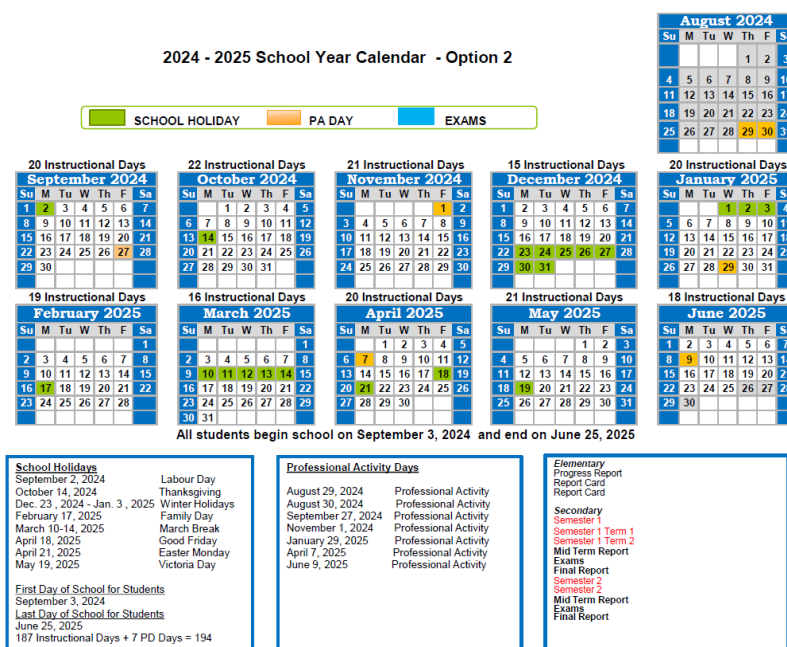 August 2024
Su M Tu W Th F S
1 2 3
4 5 6 7 8 9 10
11 12 13 14 15 16 17
18 19 20 21 22 23 24
25 26 27 28 29 30 31
2024 - 2025 School Year Calendar - Option 2
SCHOOL HOLIDAY PA DAY EXAMS
20 Instructional Days
September 2024
Su M Tu W Th F Sa
1 2 3 4 5 6 7
8 9 10 11 12 13 14
15 16 17 18 19 20 21
22 23 24 25 26 27 28
29 30
22 Instructional Days
October 2024
Su M Tu W Th F Sa
1 2 3 4 5
6 7 8 9 10 11 12
13 14 15 16 17 18 19
20 21 22 23 24 25 26
27 28 29 30 31
21 Instructional Days
November 2024
Su M Tu W Th F Sa
1 2
3 4 5 6 7 8 9
10 11 12 13 14 15 16
17 18 19 20 21 22 23
24 25 26 27 28 29 30
15 Instructional Days
December 2024
Su M Tu W Th F Sa
1 2 3 4 5 6 7
8 9 10 11 12 13 14
15 16 17 18 19 20 21
22 23 24 25 26 27 28
29 30 31
20 Instructional Days
January 2025
Su M Tu W Th F S
1 2 3 4
5 6 7 8 9 10
12 13 14 15 16 17
19 20 21 22 23 24
26 27 28 29 30 31
19 Instructional Days
February 2025
Su M Tu W Th F Sa
1
2 3 4 5 6 7 8
9 10 11 12 13 14 15
16 17 18 19 20 21 22
23 24 25 26 27 28
16 Instructional Days
March 2025
Su M Tu W Th F Sa
1
2 3 4 5 6 7 8
9 10 11 12 13 14 15
16 17 18 19 20 21 22
23 24 25 26 27 28 29
30 31
20 Instructional Days
April 2025
Su M Tu W Th F Sa
1 2 3 4 5
6 7 8 9 10 11 12
13 14 15 16 17 18 19
20 21 22 23 24 25 26
27 28 29 30
21 Instructional Days
May 2025
Su M Tu W Th F Sa
1 2 3
4 5 6 7 8 9 10
11 12 13 14 15 16 17
18 19 20 21 22 23 24
25 26 27 28 29 30 31
18 Instructional Days
June 2025
Su M Tu W Th F S
1 2 3 4 5 6 7
8 9 10 11 12 13
15 16 17 18 19 20
22 23 24 25 26 27
29 30
All students begin school on September 3, 2024 and end on June 25, 2025
School Holidays
September 2, 2024 Labour Day
October 14, 2024 Thanksgiving
Dec. 23 , 2024 - Jan. 3 , 2025 Winter Holidays
February 17, 2025 Family Day
March 10-14, 2025 March Break
April 18, 2025 Good Friday
April 21, 2025 Easter Monday
May 19, 2025 Victoria Day
First Day of School for Students
September 3, 2024
Last Day of School for Students
June 25, 2025
187 Instructional Days + 7 PD Days = 194
Professional Activity Days
August 29, 2024 Professional Activity
August 30, 2024 Professional Activity
September 27, 2024 Professional Activity
November 1, 2024 Professional Activity
January 29, 2025 Professional Activity
April 7, 2025 Professional Activity
June 9, 2025 Professional Activity
Elementary
Progress Report
Report Card
Report Card
Secondary
Semester 1
Semester 1 Term 1
Semester 1 Term 2
Mid Term Report
Exams
Final Report
Semester 2
Semester 2
Mid Term Report
Exams
Final Report